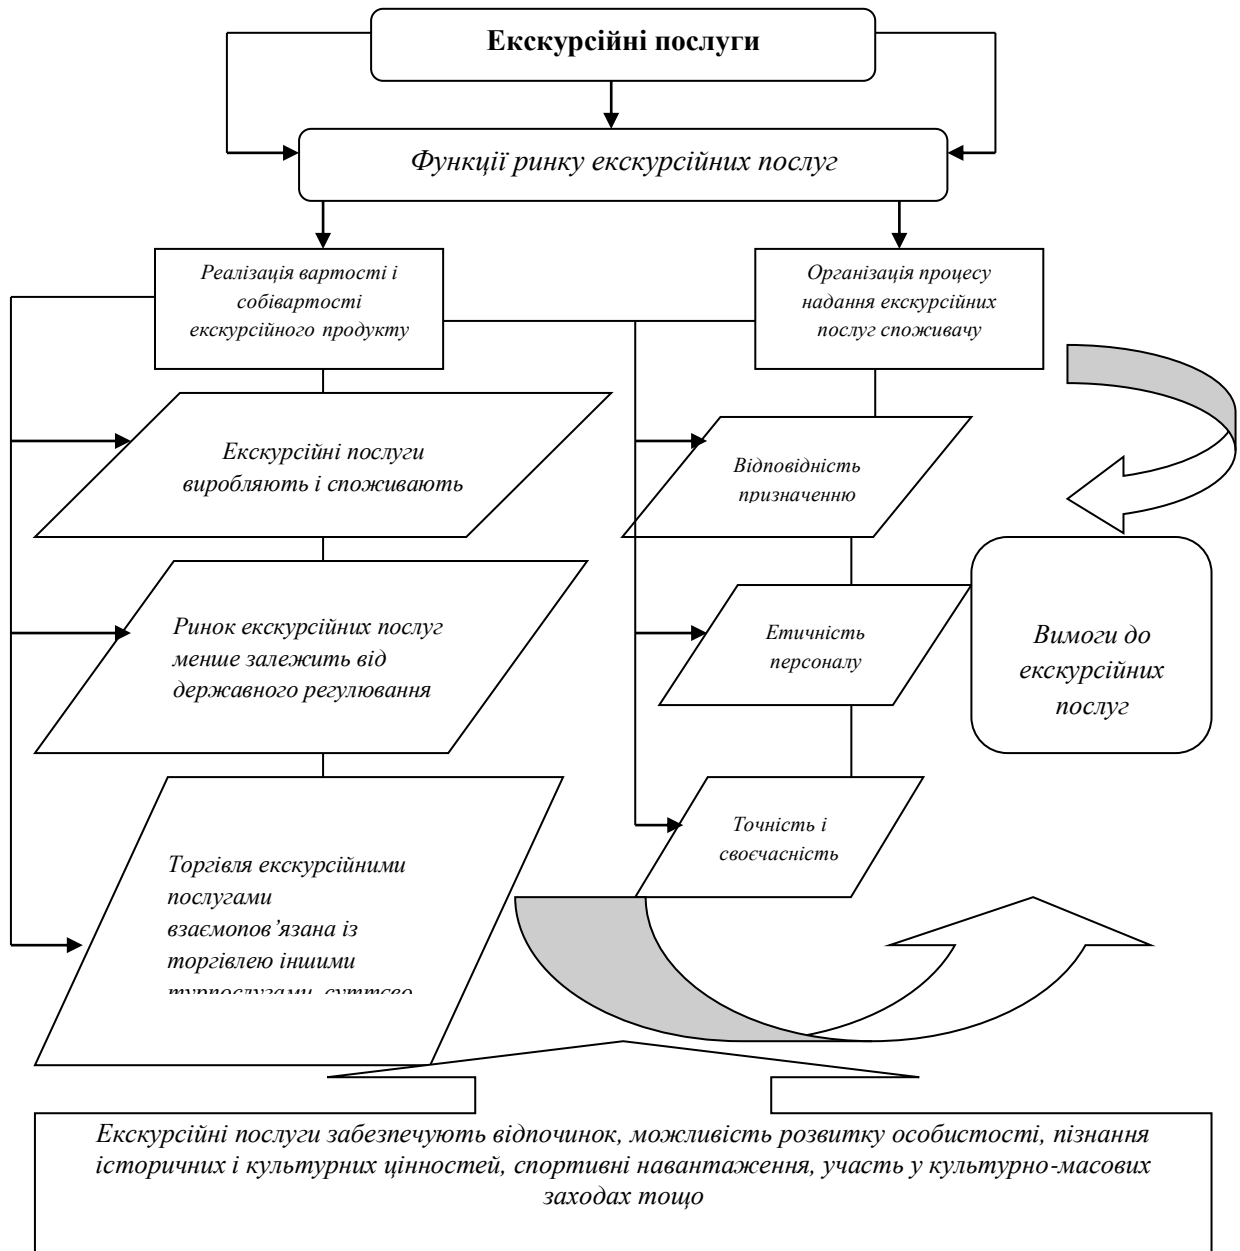 Екскурсійні послуги
Функції ринку екскурсійних послуг
Реалізація вартості і
собівартості
екскурсійного продукту
Організація процесу
надання екскурсійних
послуг споживачу
Екскурсійні послуги
виробляють і споживають
Відповідність
призначенню
Ринок екскурсійних послуг
менше залежить від
державного регулювання
Етичність
персоналу
Вимоги до
екскурсійних
послуг
Торгівля екскурсійними
послугами
взаємопов’язана із
торгівлею іншими
турпослугами, суттєво
Точність і
своєчасність
Екскурсійні послуги забезпечують відпочинок, можливість розвитку особистості, пізнання
історичних і культурних цінностей, спортивні навантаження, участь у культурно-масових
заходах тощо